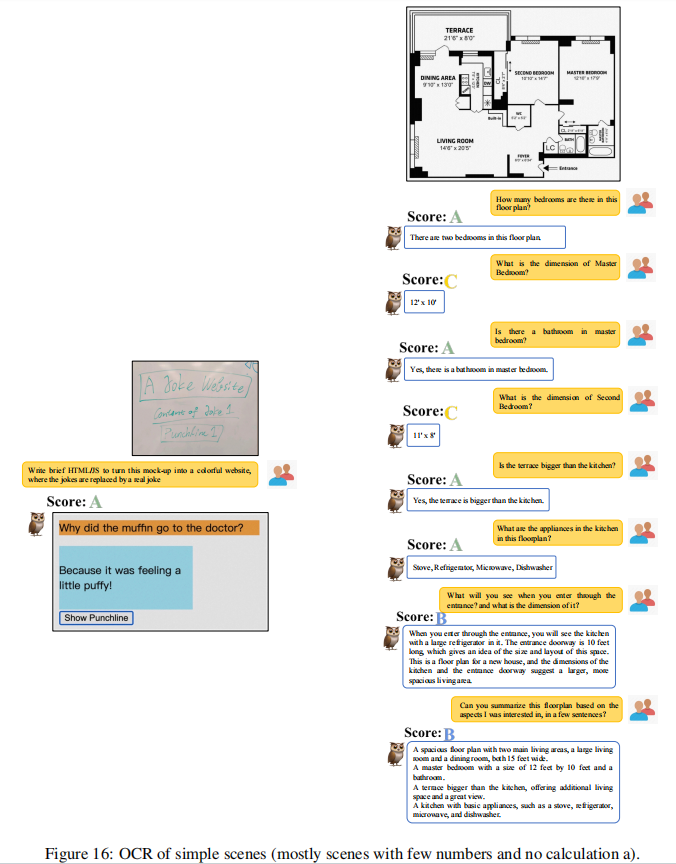 TERRACE
21'6" x 8'0"
DINING AREA
9'10" x 13'0"
KITCHEN
CL
DW
SECOND BEDROOM
MASTER BEDROOM
Built-in
WC
LIVING ROOM
14'6" x 20'5"
CL
BATH
LC
FOYER
Entrance
How many bedrooms are there in this
floor plan?
Score: A
There are two bedrooms in this floor plan.
What is the dimension of Master
Bedroom?
Score:C
12' x 10'
Is there a bathroom in master
bedroom?
Score: A
Yes, there is a bathroom in master bedroom.
What is the dimension of Second
Bedroom?
Score:C
11' x 8'
Is the terrace bigger than the kitchen?
Score: A
Yes, the terrace is bigger than the kitchen.
What are the appliances in the kitchen
in this floorplan?
Score: A
Stove, Refrigerator, Microwave, Dishwasher
What will you see when you enter through the
entrance? and what is the dimension of it?
Score: B
When you enter through the entrance, you will see the kitchen
with a large refrigerator in it. The entrance doorway is 10 feet
long, which gives an idea of the size and layout of this space.
This is a floor plan for a new house, and the dimensions of the
kitchen and the entrance doorway suggest a larger, more
spacious living area.
Can you summarize this floorplan based on the
aspects I was interested in, in a few sentences?
Score: B
A spacious floor plan with two main living areas, a large living
room and a dining room, both 15 feet wide.
A master bedroom with a size of 12 feet by 10 feet and a
bathroom.
A terrace bigger than the kitchen, offering additional living
space and a great view.
A kitchen with basic appliances, such as a stove, refrigerator,
microwave, and dishwasher.
A Joke Website
Contents of Joke 1
Punchline 1
Write brief HTML/JS to turn this mock-up into a colorful website,
where the jokes are replaced by a real joke
Score: A
Why did the muffin go to the doctor?
Because it was feeling a
little puffy!
Show Punchline
Figure 16: OCR of simple scenes (mostly scenes with few numbers and no calculation a).